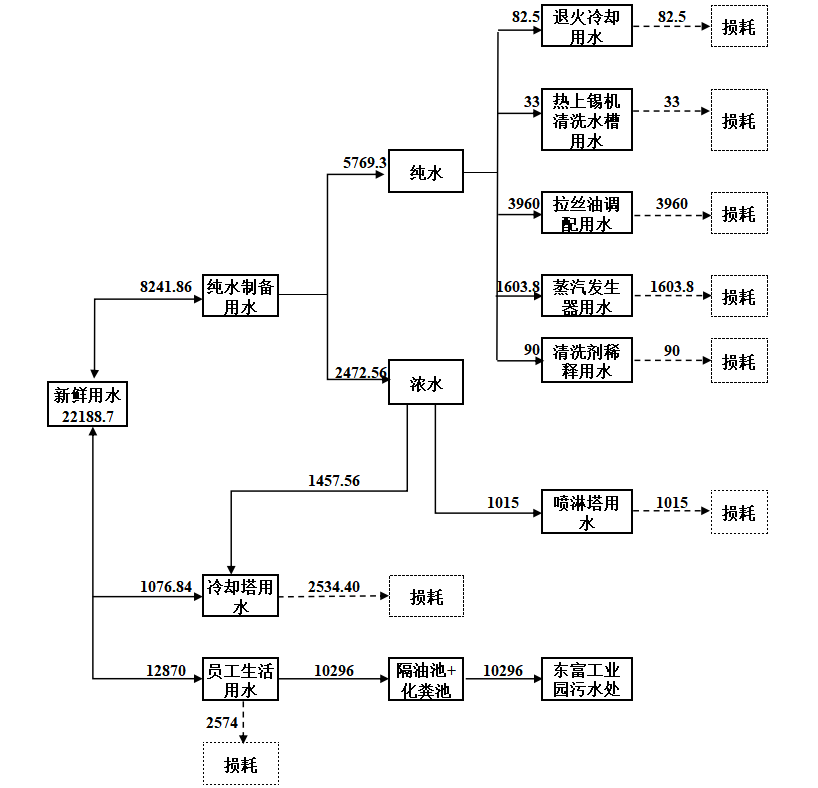 82.5
退火冷却
用水
82.5
损耗
33
热上锡机
清洗水槽
用水
33
损耗
5769.3
纯水
3960
拉丝油调
配用水
3960
损耗
8241.86
纯水制备
用水
1603.8
蒸汽发生
器用水
1603.8
损耗
90
清洗剂稀
释用水
90
损耗
2472.56
浓水
新鲜用水
22188.7
1457.56
1015
喷淋塔用
水
1015
损耗
1076.84
冷却塔用
水
2534.40
损耗
12870
员工生活
用水
10296
隔油池+
化粪池
10296
东富工业
园污水处
2574
损耗